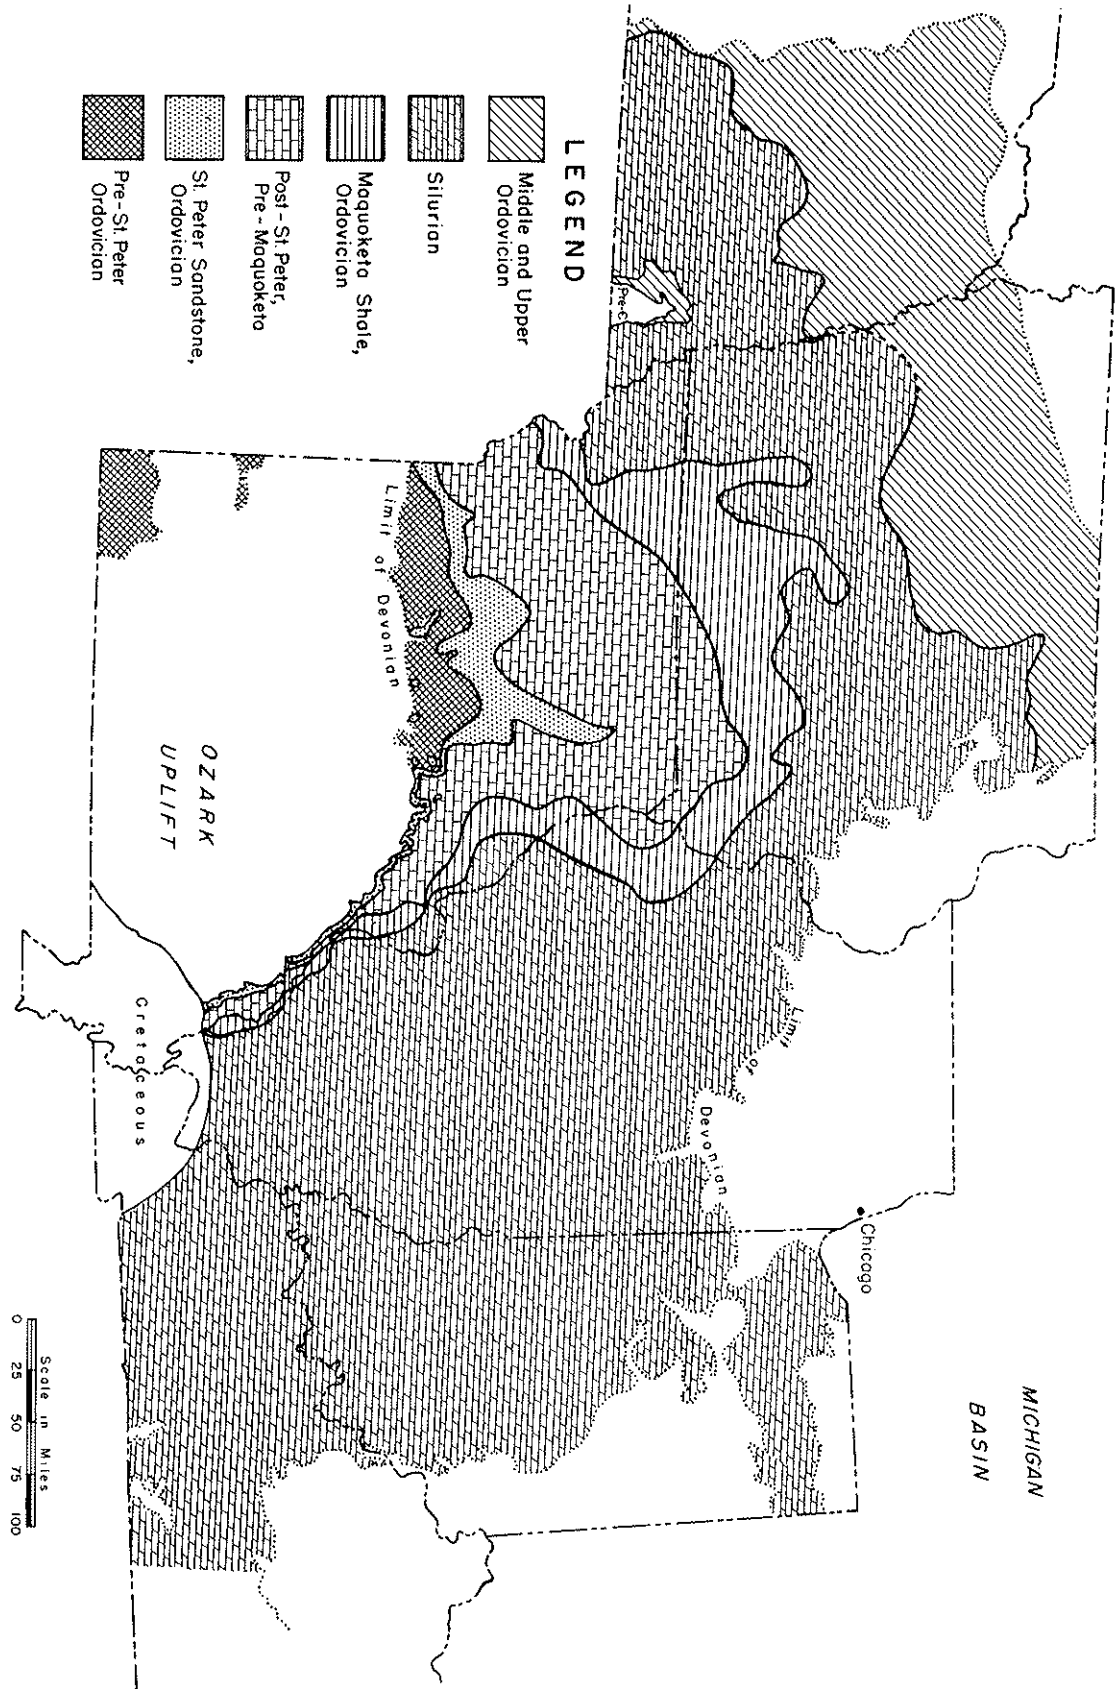 LEGEND
Middle and Upper
Ordovician
Silurian
Maquoketa Shale,
Ordovician
Post-St. Peter,
Pre-Maquoketa
St. Peter Sandstone,
Ordovician
Pre-St. Peter
Ordovician
Pre-Є
Limit of Devonian
OZARK
UPLIFT
Cretaceous
Limit of
Devonian
Chicago
MICHIGAN
BASIN
Scale in Miles
0 25 50 75 100